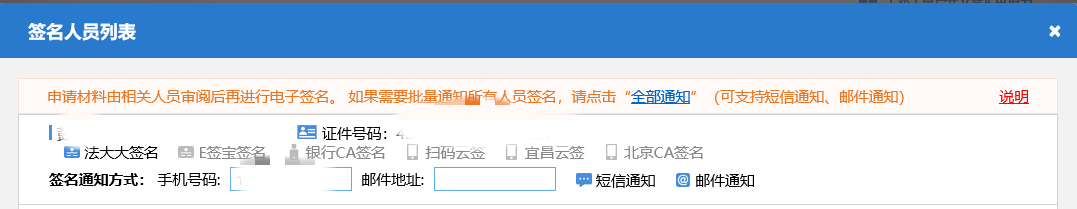 签名人员列表
申请材料由相关人员审阅后再进行电子签名。 如果需要批量通知所有人员签名，请点击“全部通知”（可支持短信通知、邮件通知） 说明
证件号码：4
法大大签名 E签宝签名 银行CA签名 扫码云签 宜昌云签 北京CA签名
签名通知方式： 手机号码: 1 邮件地址: 短信通知 邮件通知